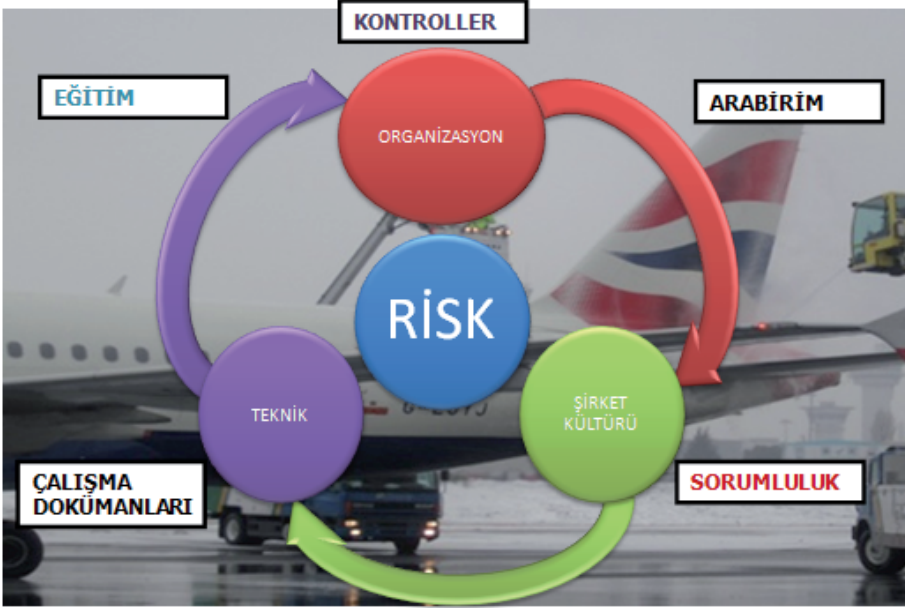 KONTROLLER
EĞİTİM
ARABİRİM
ORGANİZASYON
RİSK
TEKNİK
ŞİRKET
KÜLTÜRÜ
ÇALIŞMA
DOKÜMANLARI
SORUMLULUK